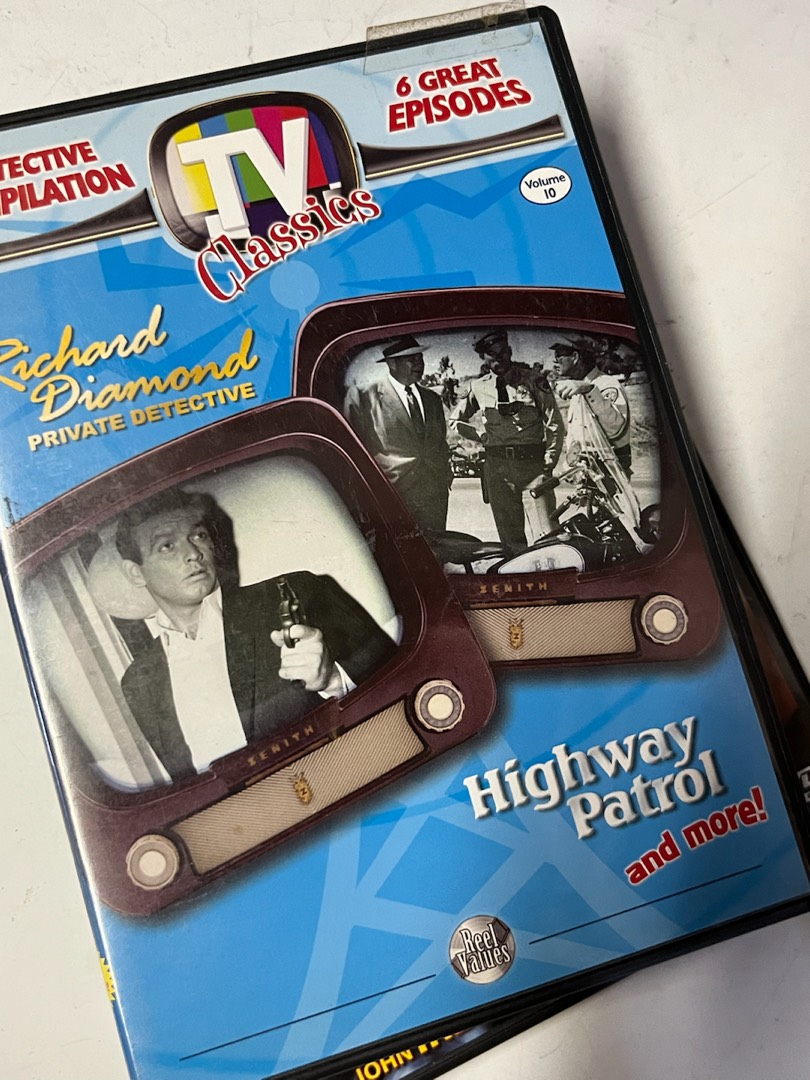 TECTIVE
PILATION
TV
Classics
6 GREAT
EPISODES
Volume
10
Richard
Diamond
PRIVATE DETECTIVE
ZENITH
ZENITH
Highway
Patrol
and more!
Reel
Values
JOHN